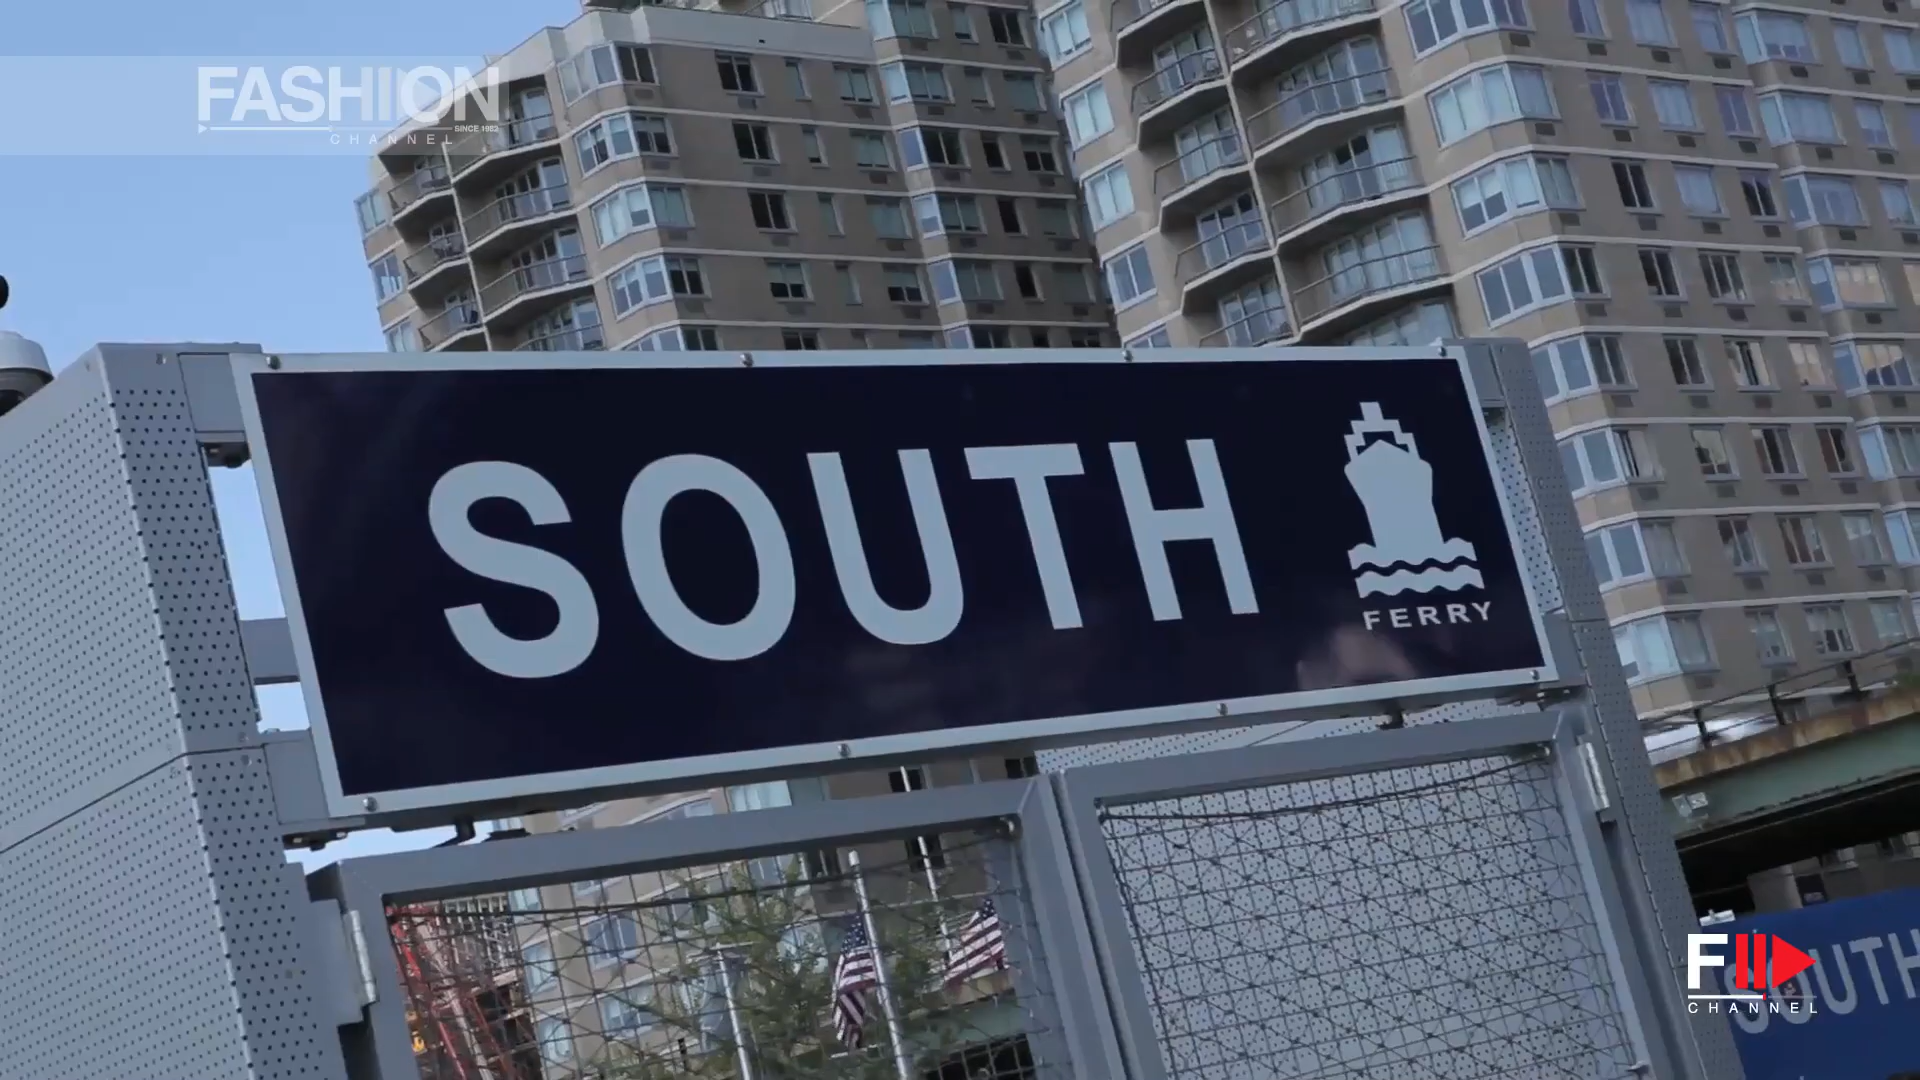 FASHION
SINCE 1982
CHANNEL
SOUTH
FERRY
SOUTH
F
CHANNEL